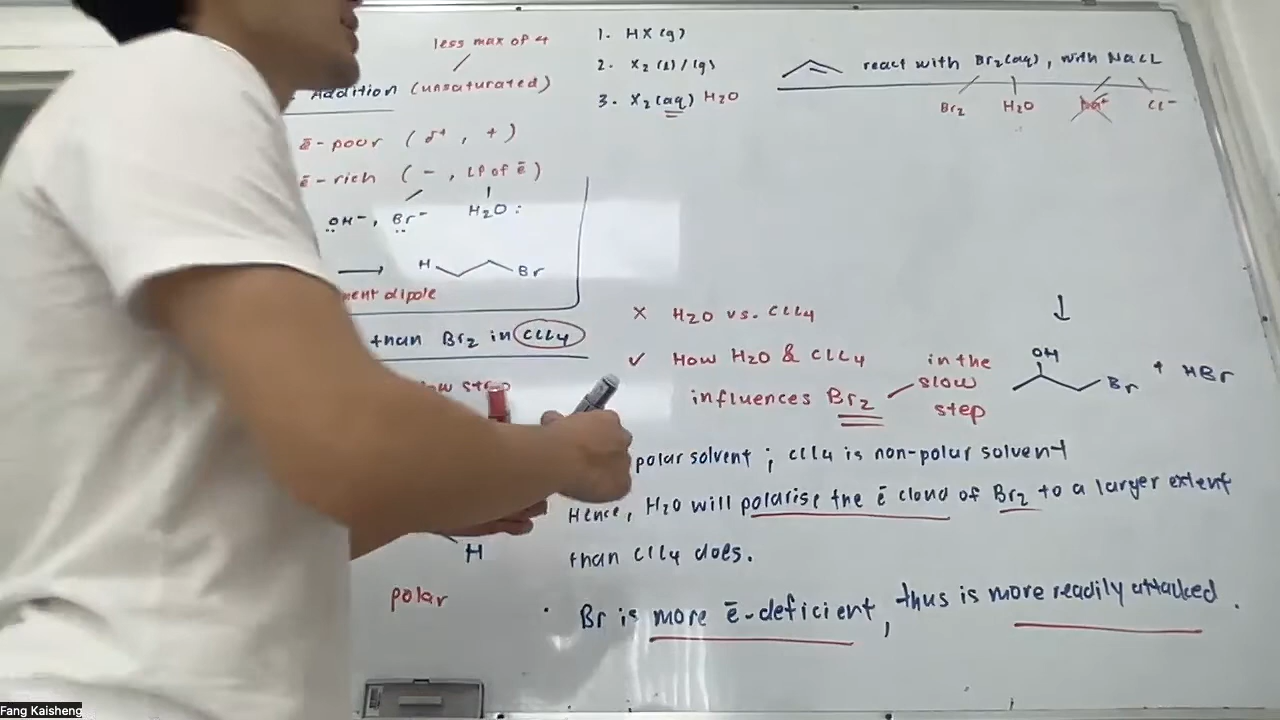 less max of 4
Addition (unsaturated)
ē-poor ( δ+ , + )
ē-rich ( - , LP of ē )
OH-, Br- H2O:
H Br
ment dipole
than Br2 in CCl4
slow step
H
polar
1. HX (g)
2. X2 (l) / (g)
3. X2 (aq) H2O
react with Br2(aq), with NaCl
Br2 H2O Na+ Cl-
x H2O vs. CCl4
✓ How H2O & CCl4
influences Br2
in the
slow
step
OH
Br + HBr
polar solvent ; CCl4 is non-polar solvent
Hence, H2O will polarise the ē cloud of Br2 to a larger extent
than CCl4 does.
. Br is more ē-deficient, thus is more readily attacked.
Fang Kaisheng